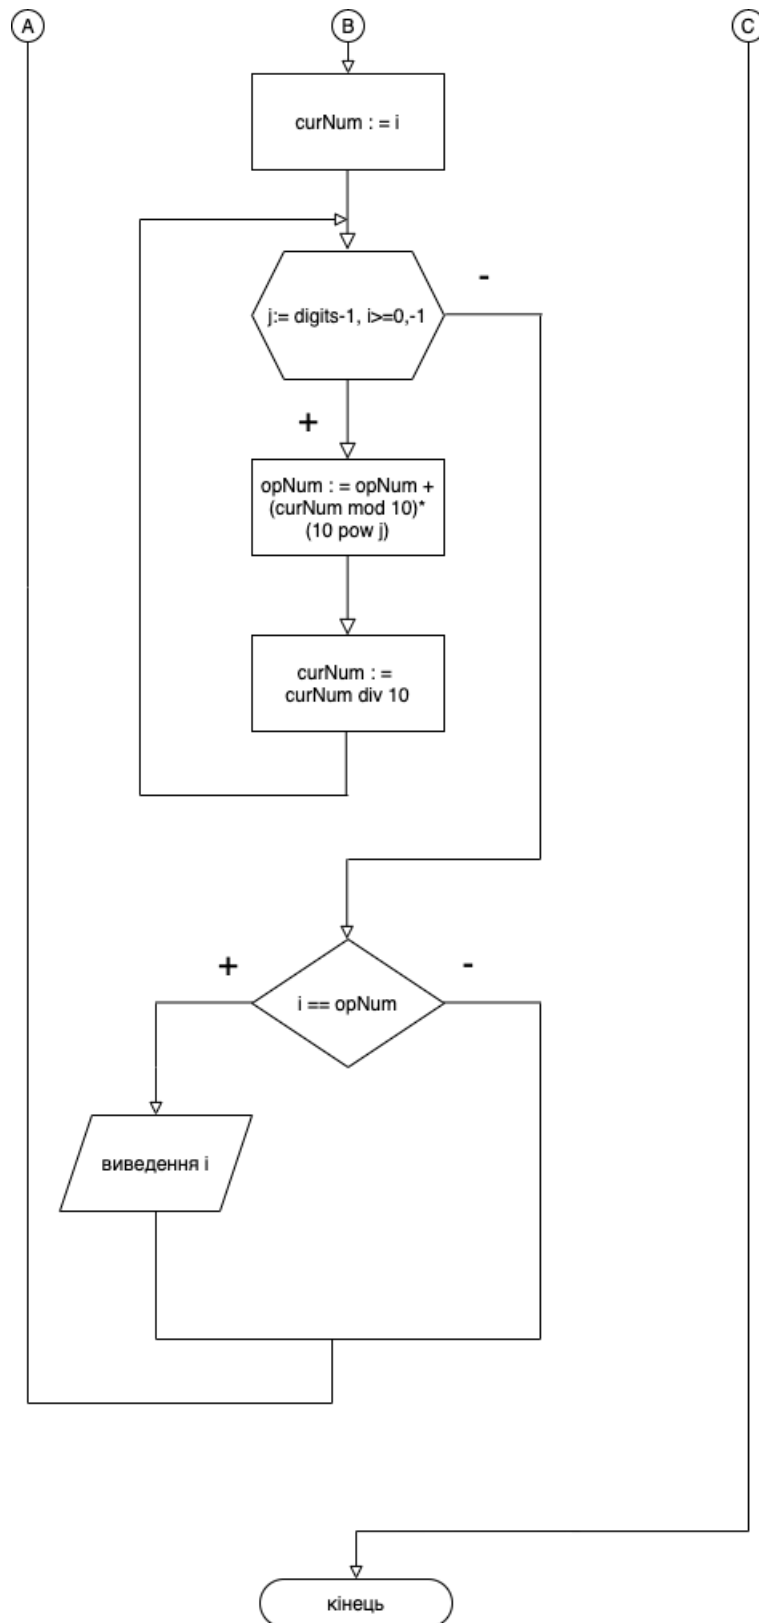 A
B
C
curNum : = i
-
j:= digits-1, i>=0,-1
+
opNum : = opNum +
(curNum mod 10)*
(10 pow j)
curNum : =
curNum div 10
+
-
i == opNum
виведення i
кінець